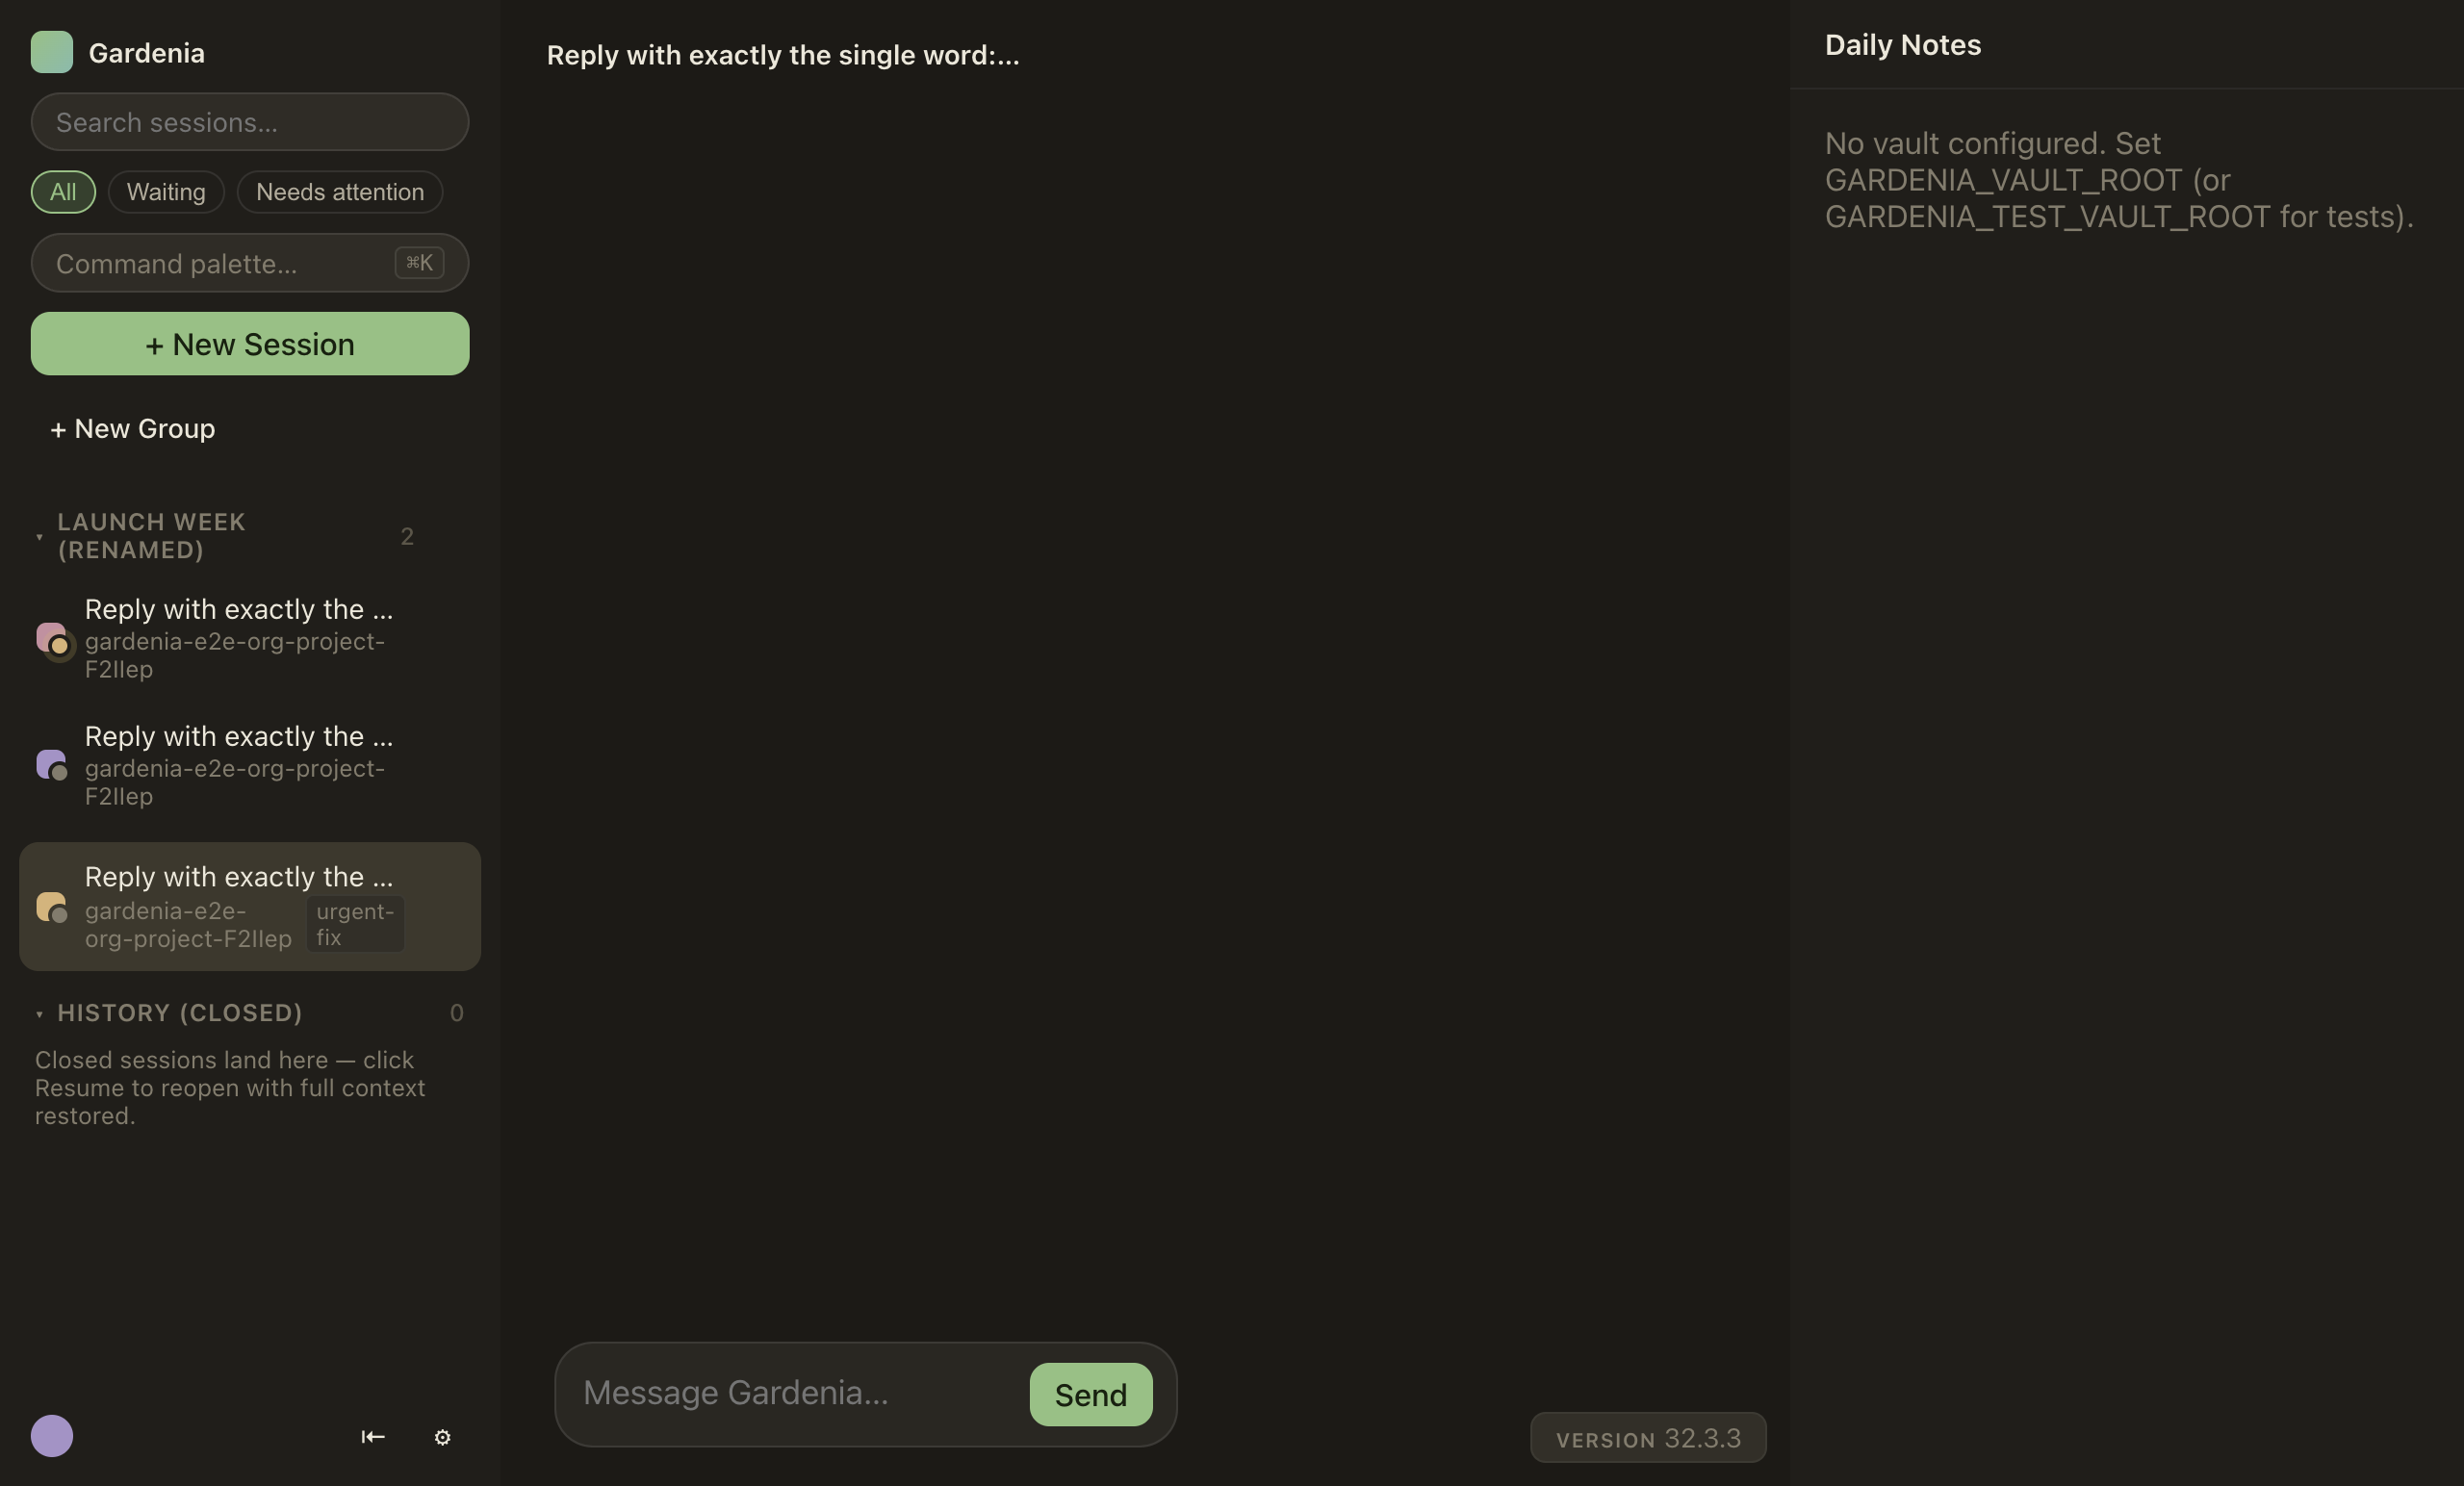 Gardenia
Search sessions...
All
Waiting
Needs attention
Command palette...
⌘K
+ New Session
+ New Group
LAUNCH WEEK
(RENAMED)
2
Reply with exactly the ...
gardenia-e2e-org-project-
F2IIep
Reply with exactly the ...
gardenia-e2e-org-project-
F2IIep
Reply with exactly the ...
gardenia-e2e-
org-project-F2IIep
urgent-
fix
HISTORY (CLOSED)
0
Closed sessions land here — click
Resume to reopen with full context
restored.
Reply with exactly the single word:...
Message Gardenia...
Send
VERSION 32.3.3
Daily Notes
No vault configured. Set
GARDENIA_VAULT_ROOT (or
GARDENIA_TEST_VAULT_ROOT for tests).